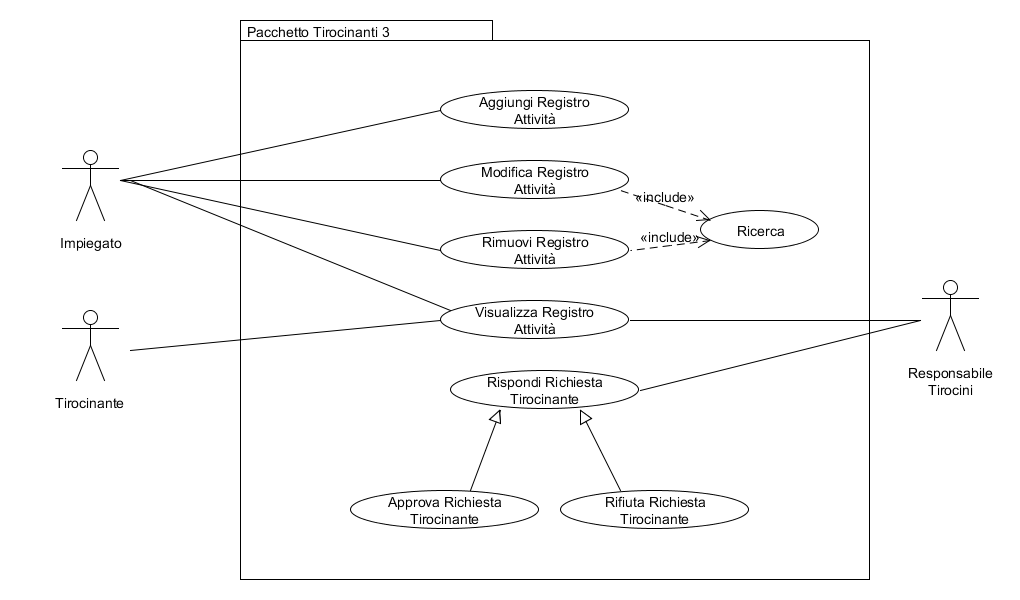 Pacchetto Tirocinanti 3
Aggiungi Registro
Attività
Modifica Registro
Attività
«include»
Ricerca
Rimuovi Registro
Attività
«include»
Impiegato
Visualizza Registro
Attività
Tirocinante
Responsabile
Tirocini
Rispondi Richiesta
Tirocinante
Approva Richiesta
Tirocinante
Rifiuta Richiesta
Tirocinante